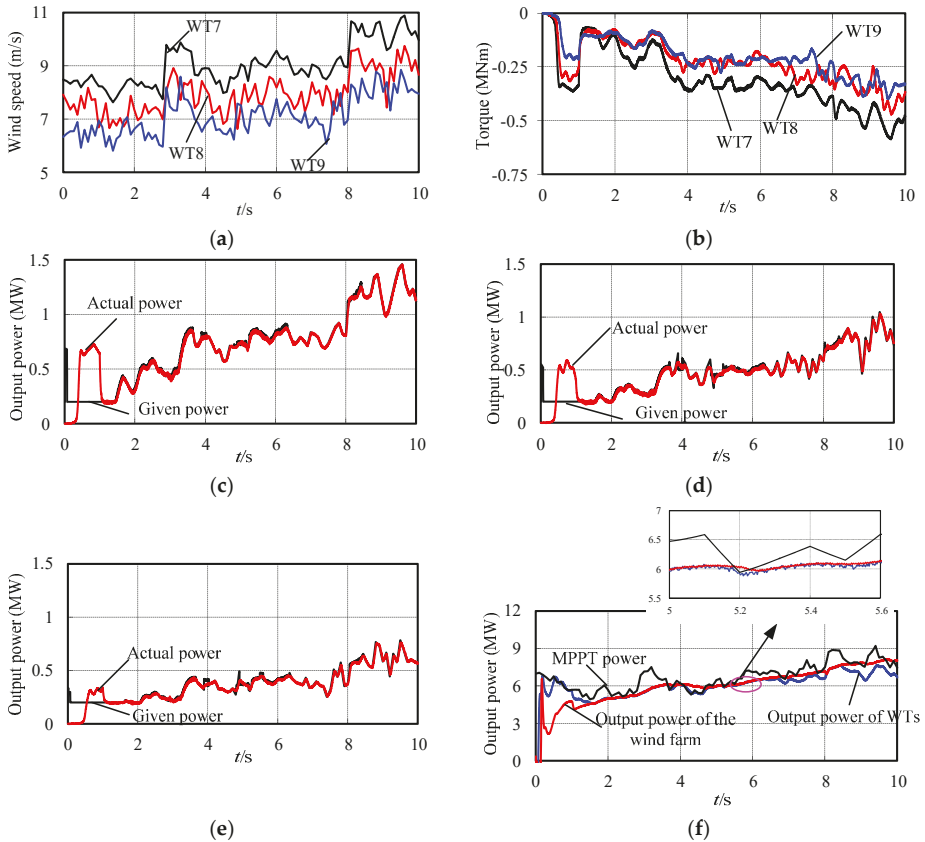 11
9
7
5
Wind speed (m/s)
WT7
WT8
WT9
0 2 4 6 8 10
t/s
(a)
0
-0.25
-0.5
-0.75
Torque (MNm)
WT9
WT7
WT8
0 2 4 6 8 10
t/s
(b)
1.5
1
0.5
0
Output power (MW)
Actual power
Given power
0 2 4 6 8 10
t/s
(c)
1.5
1
0.5
0
Output power (MW)
Actual power
Given power
0 2 4 6 8 10
t/s
(d)
1.5
1
0.5
0
Output power (MW)
Actual power
Given power
0 2 4 6 8 10
t/s
(e)
7
6
5.5
5 5.2 5.4 5.6
12
9
6
3
0
Output power (MW)
MPPT power
Output power of the
wind farm
Output power of WTs
0 2 4 6 8 10
t/s
(f)